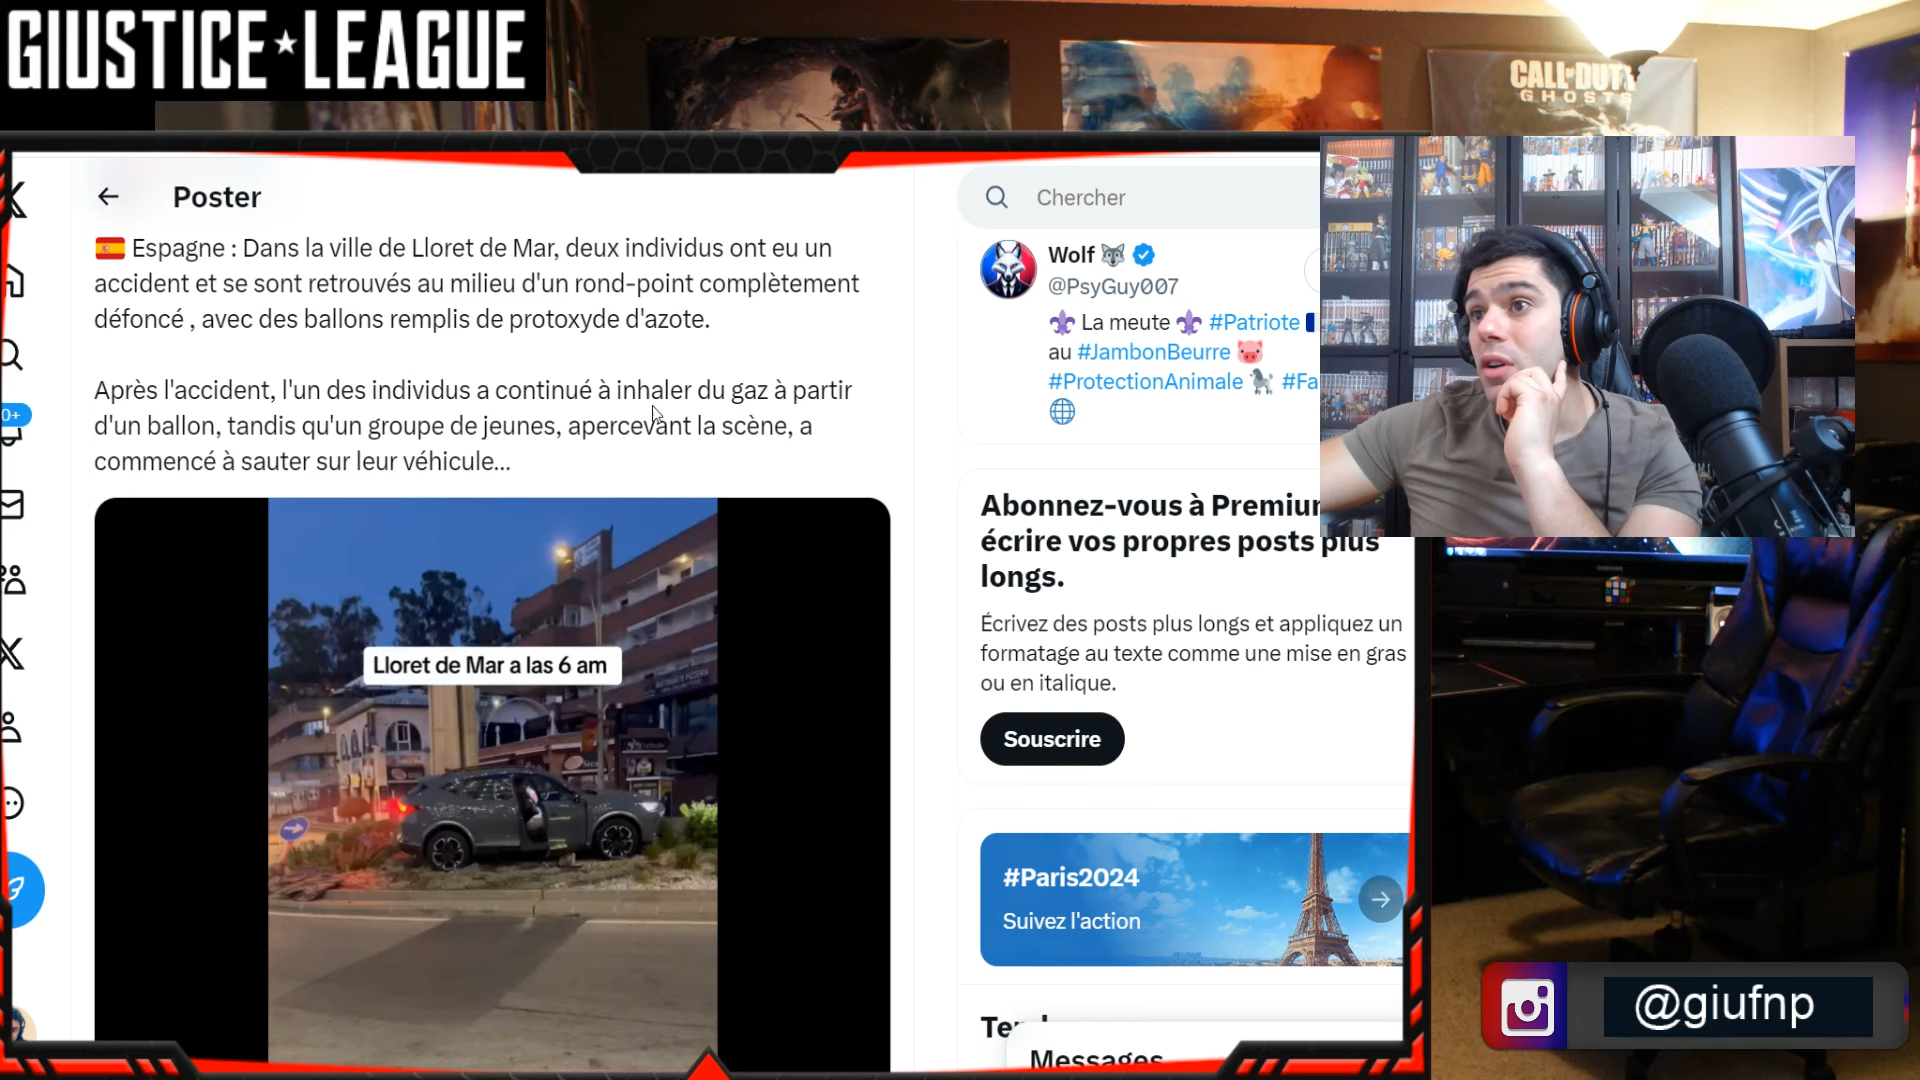 GIUSTICE★LEAGUE
CALL OF DUTY
GHOSTS
Poster
Chercher
🇪🇸 Espagne : Dans la ville de Lloret de Mar, deux individus ont eu un
accident et se sont retrouvés au milieu d'un rond-point complètement
défoncé , avec des ballons remplis de protoxyde d'azote.
Après l'accident, l'un des individus a continué à inhaler du gaz à partir
d'un ballon, tandis qu'un groupe de jeunes, apercevant la scène, a
commencé à sauter sur leur véhicule...
Lloret de Mar a las 6 am
Wolf 🐺
@PsyGuy007
⚜️ La meute ⚜️ #Patriote
au #JambonBeurre 🐷
#ProtectionAnimale 🐩 #Fa
🌐
Abonnez-vous à Premium
écrire vos propres posts plus
longs.
Écrivez des posts plus longs et appliquez un
formatage au texte comme une mise en gras
ou en italique.
Souscrire
#Paris2024
Suivez l'action
Messages
@giufnp